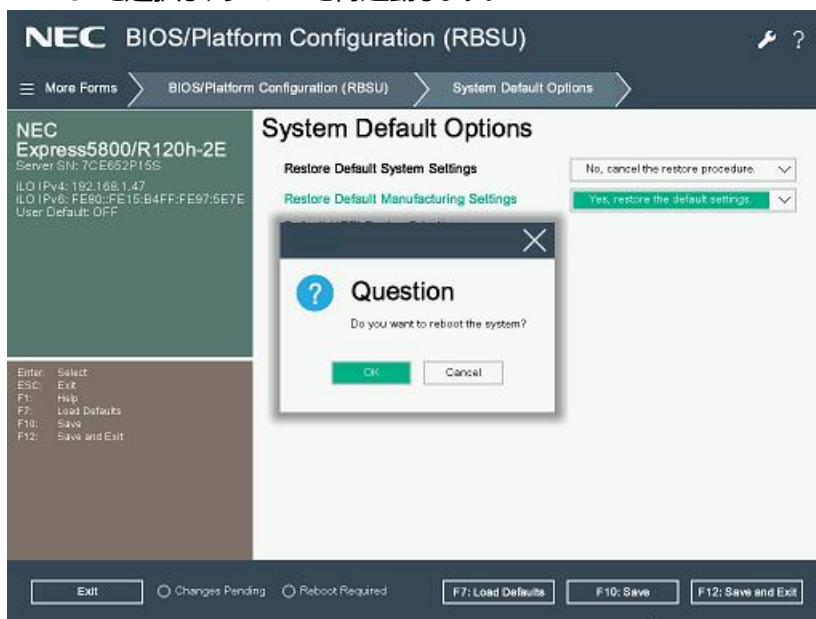 NEC BIOS/Platform Configuration (RBSU)
?
More Forms
BIOS/Platform Configuration (RBSU)
System Default Options
NEC
Express5800/R120h-2E
Server SN: 7CE652P15S
iLO IPv4: 192.168.1.47
iLO IPv6: FE80::FE15:B4FF:FE97:5E7E
User Default: OFF
System Default Options
Restore Default System Settings
No, cancel the restore procedure.
Restore Default Manufacturing Settings
Yes, restore the default settings.
?
Question
Do you want to reboot the system?
OK
Cancel
Enter: Select
ESC: Exit
F1: Help
F7: Load Defaults
F10: Save
F12: Save and Exit
Exit
Changes Pending
Reboot Required
F7: Load Defaults
F10: Save
F12: Save and Exit